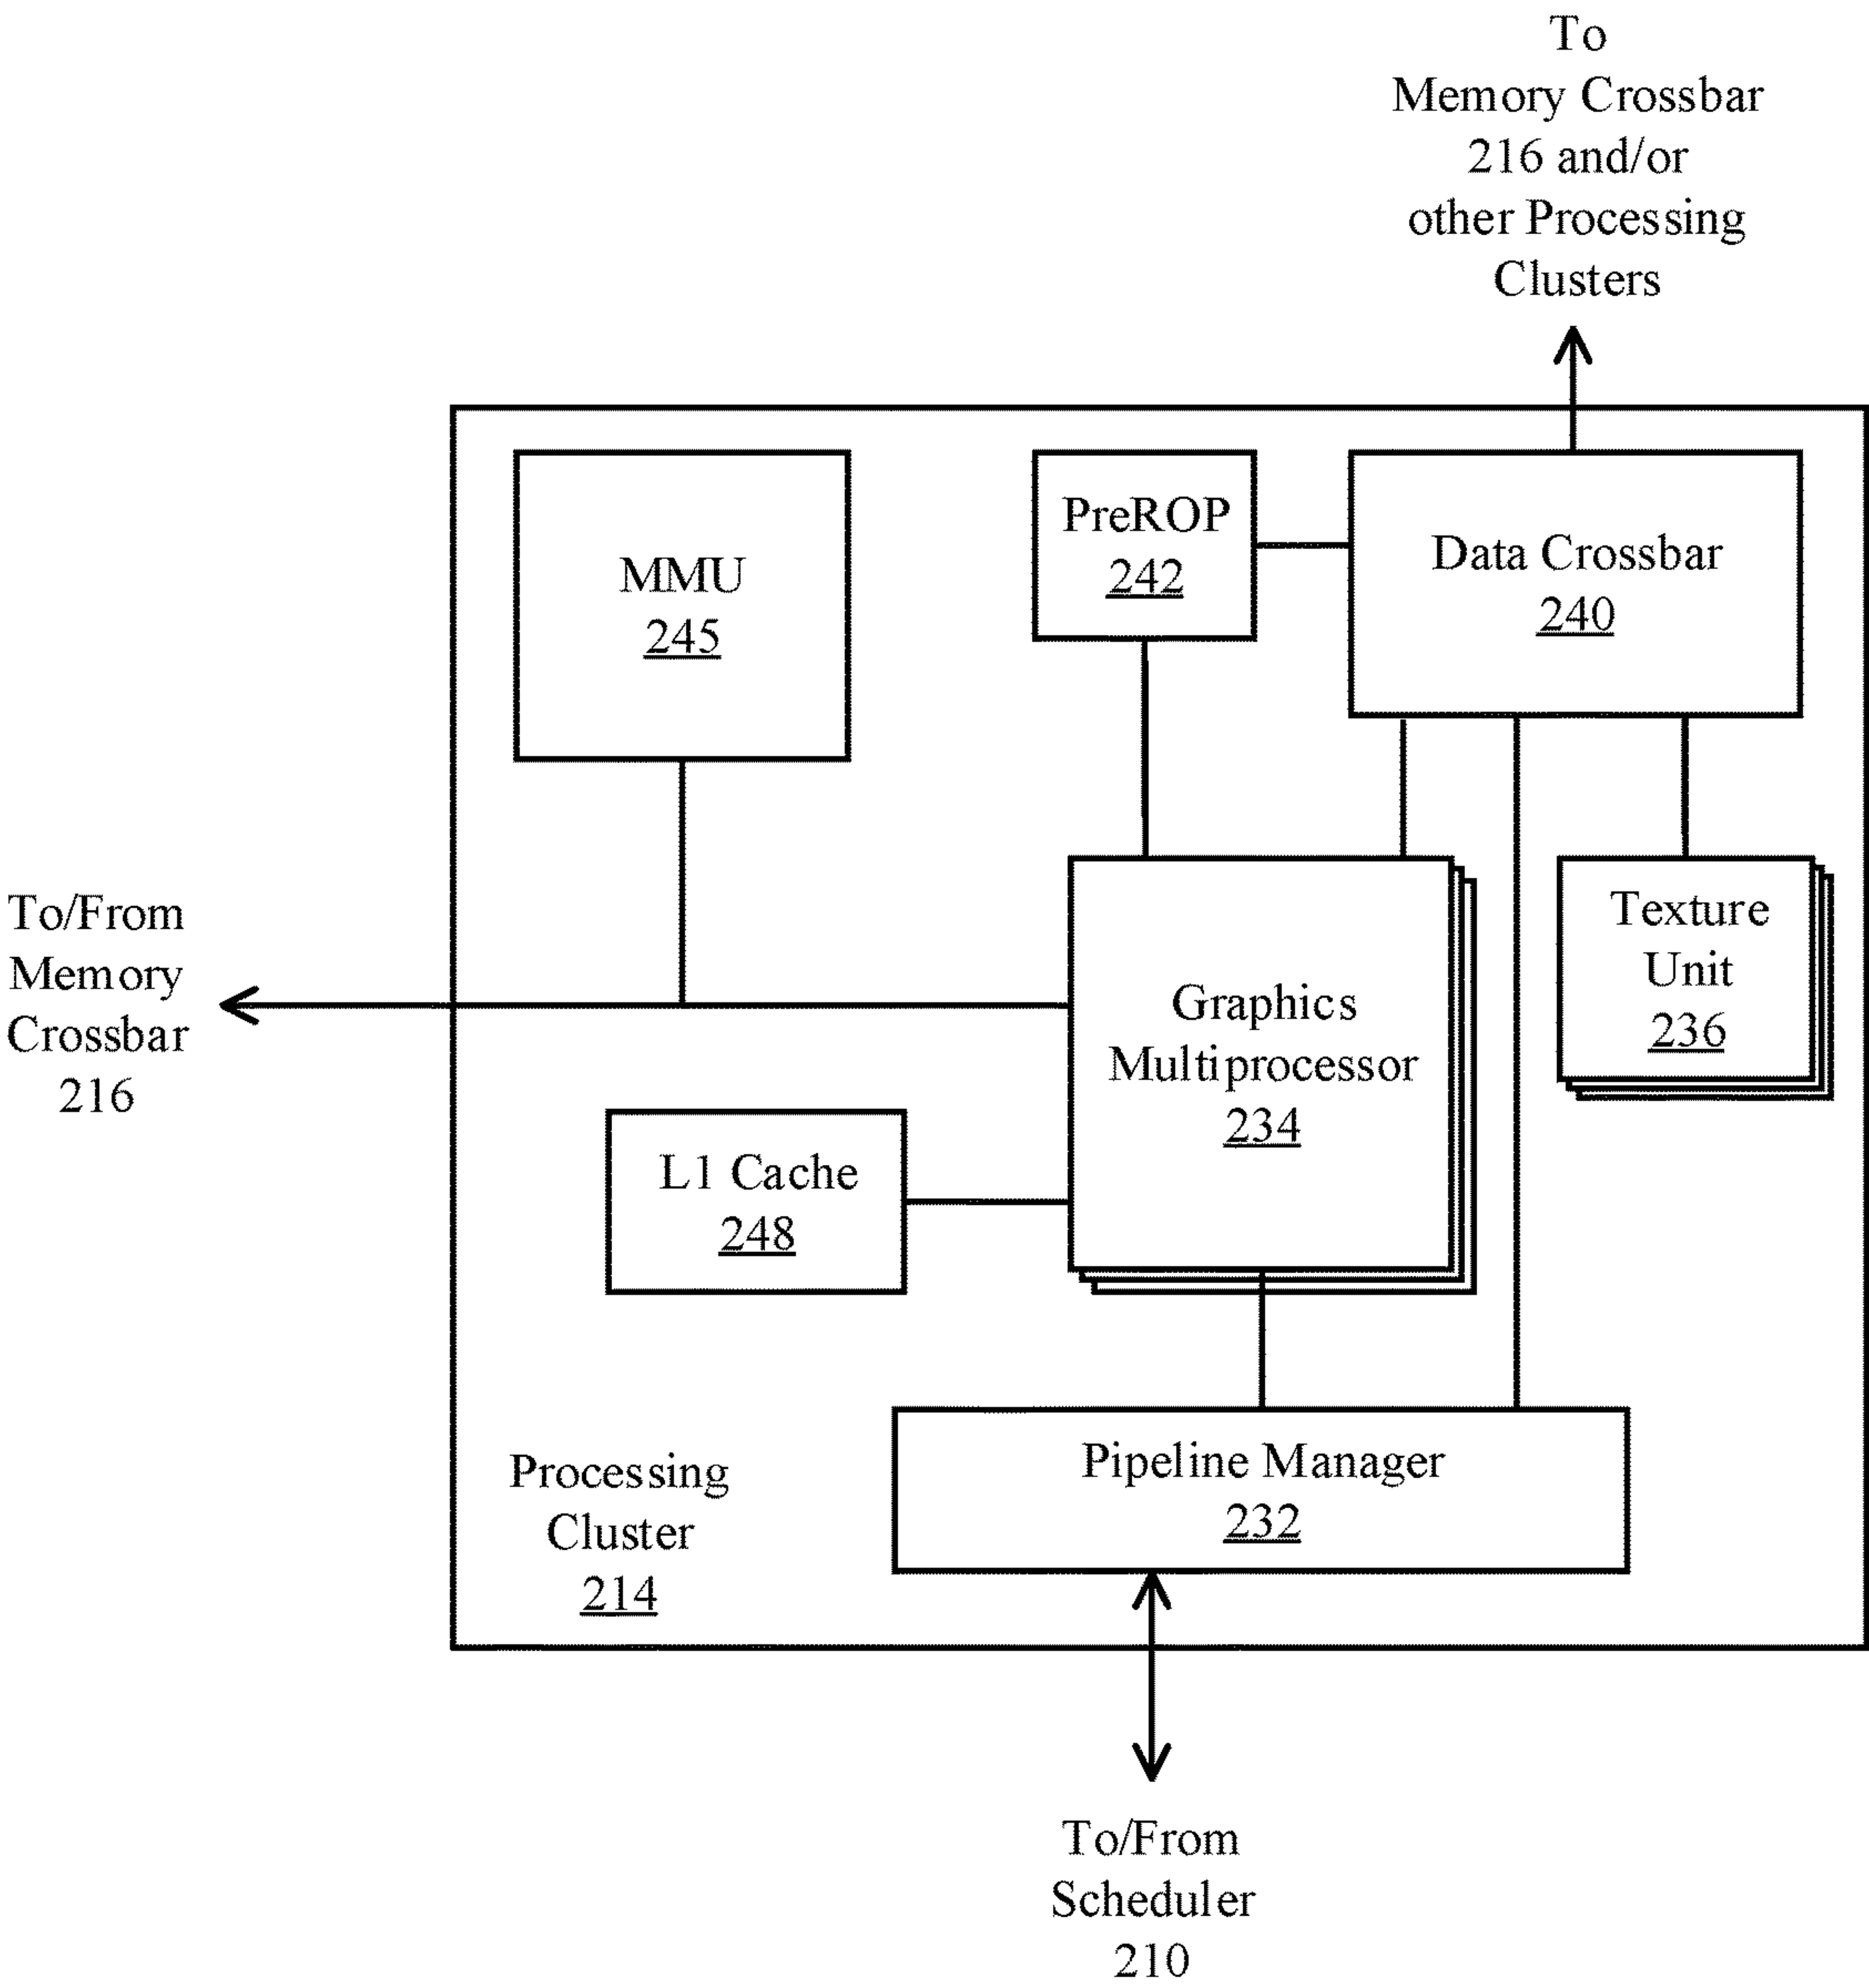 To
Memory Crossbar
216 and/or
other Processing
Clusters
MMU
245
PreROP
242
Data Crossbar
240
To/From
Memory
Crossbar
216
Graphics
Multiprocessor
234
Texture
Unit
236
L1 Cache
248
Pipeline Manager
232
Processing
Cluster
214
To/From
Scheduler
210